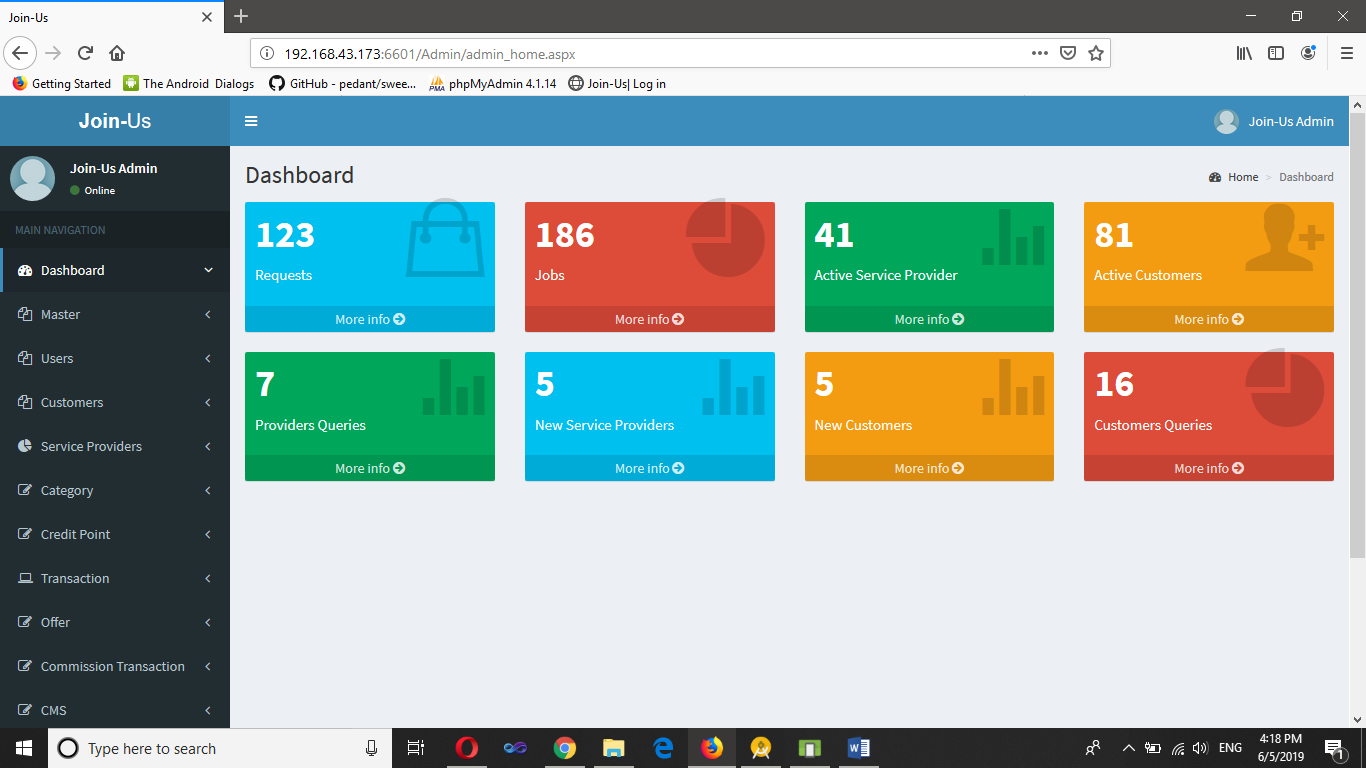 Join-Us
192.168.43.173:6601/Admin/admin_home.aspx
Getting Started The Android Dialogs GitHub - pedant/swee... phpMyAdmin 4.1.14 Join-Us| Log in
Join-Us
Join-Us Admin
Join-Us Admin
Online
MAIN NAVIGATION
Dashboard
Master
Users
Customers
Service Providers
Category
Credit Point
Transaction
Offer
Commission Transaction
CMS
Dashboard
Home > Dashboard
123
Requests
More info
186
Jobs
More info
41
Active Service Provider
More info
81
Active Customers
More info
7
Providers Queries
More info
5
New Service Providers
More info
5
New Customers
More info
16
Customers Queries
More info
Type here to search
ENG
4:18 PM
6/5/2019
1